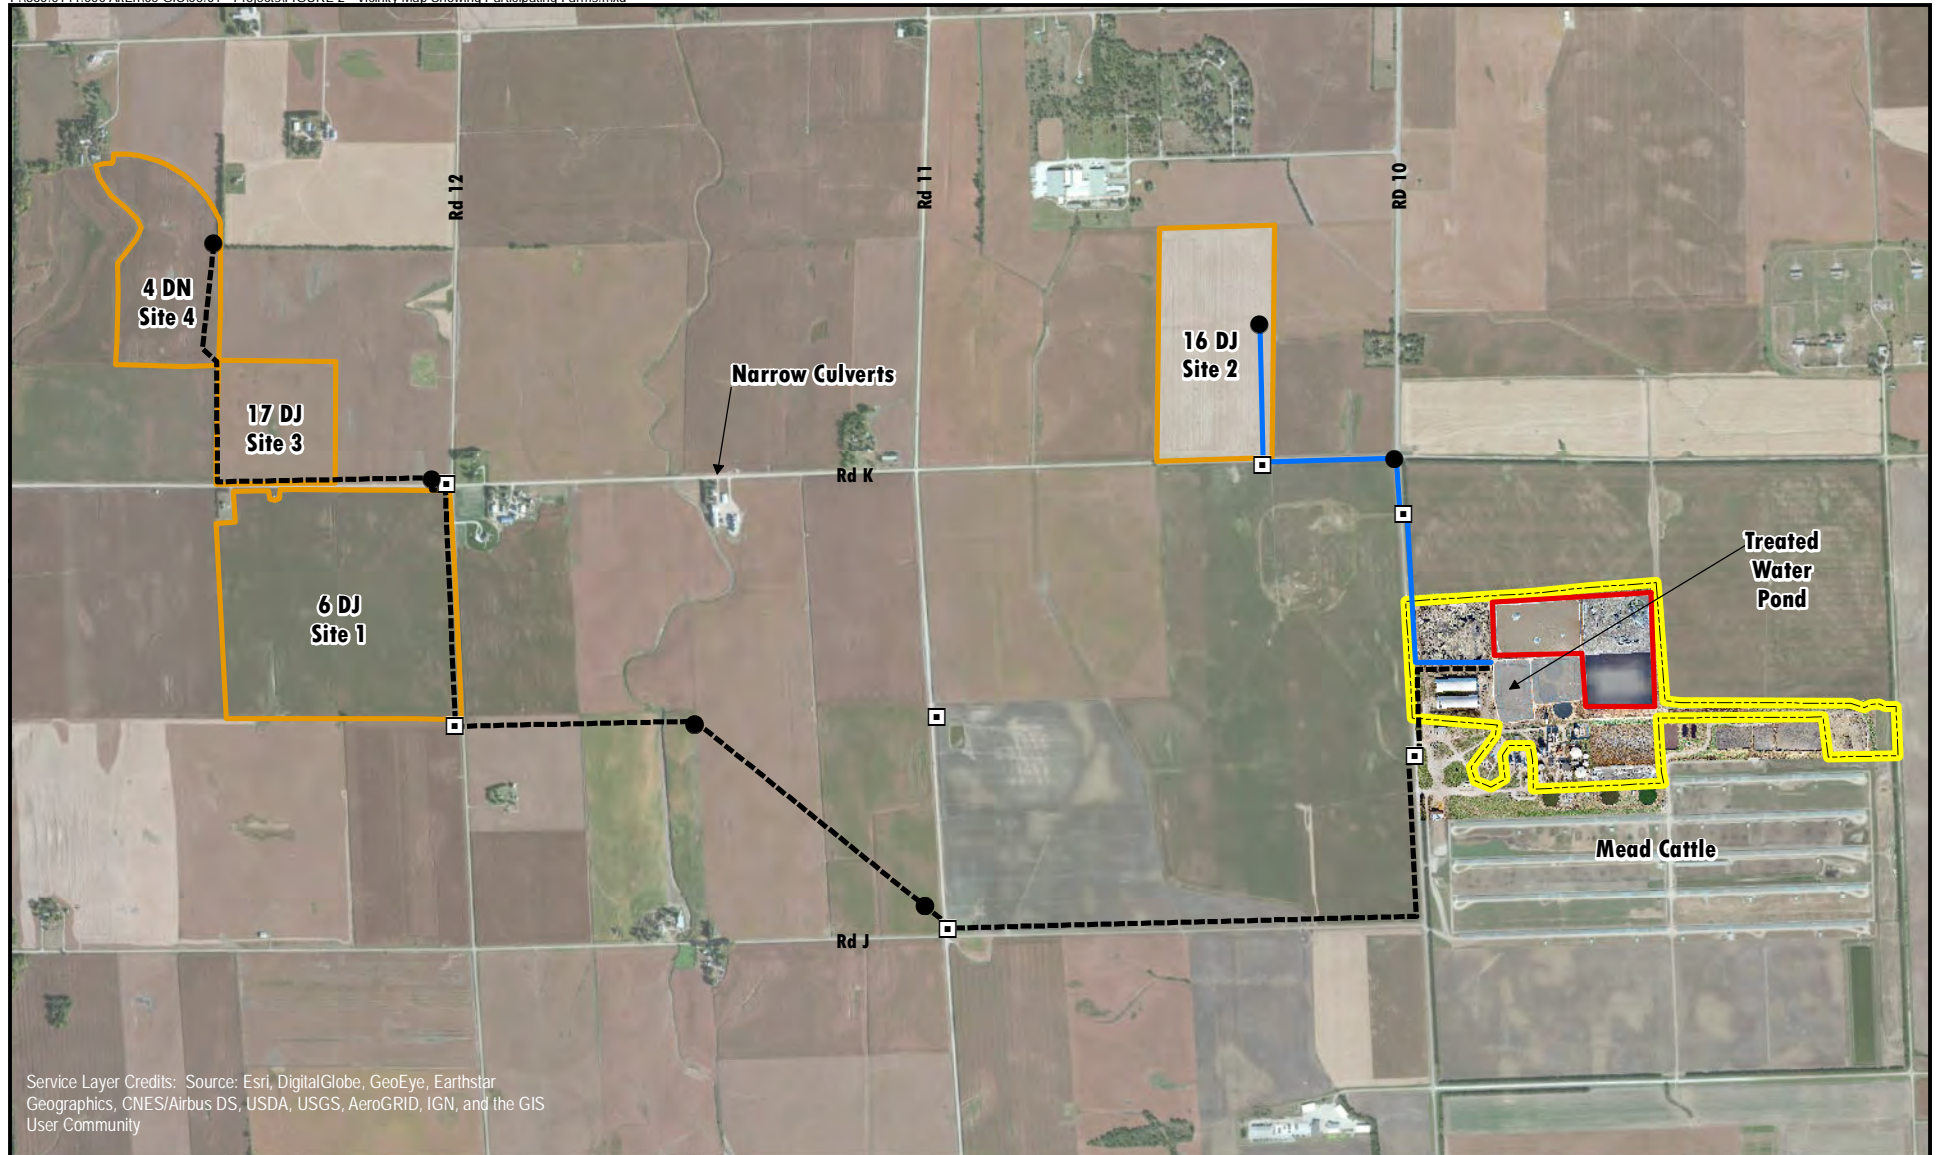 Rd 12
Rd 11
RD 10
4 DN
Site 4
16 DJ
Site 2
Narrow Culverts
17 DJ
Site 3
Rd K
Treated
Water
Pond
6 DJ
Site 1
Mead Cattle
Rd J
Service Layer Credits:  Source: Esri, DigitalGlobe, GeoEye, Earthstar
Geographics, CNES/Airbus DS, USDA, USGS, AeroGRID, IGN, and the GIS
User Community